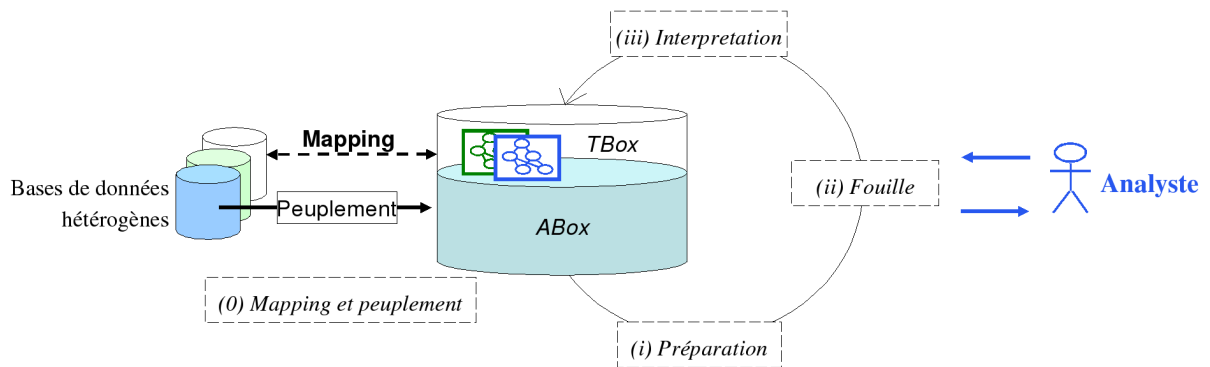 (iii) Interpretation
Mapping
TBox
Bases de données
hétérogènes
(ii) Fouille
Analyste
Peuplement
ABox
(0) Mapping et peuplement
(i) Préparation